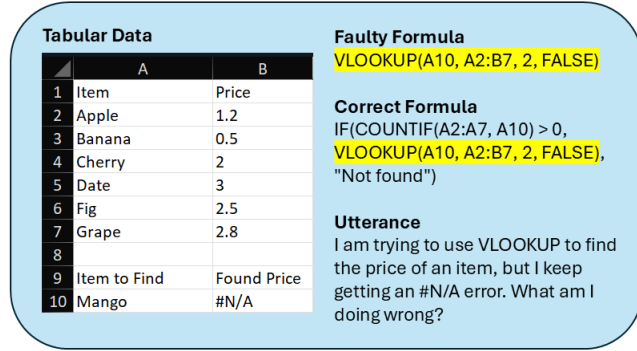 Tabular Data
A B
1 Item Price
2 Apple 1.2
3 Banana 0.5
4 Cherry 2
5 Date 3
6 Fig 2.5
7 Grape 2.8
8
9 Item to Find Found Price
10 Mango #N/A
Faulty Formula
VLOOKUP(A10, A2:B7, 2, FALSE)
Correct Formula
IF(COUNTIF(A2:A7, A10) > 0,
VLOOKUP(A10, A2:B7, 2, FALSE),
"Not found")
Utterance
I am trying to use VLOOKUP to find
the price of an item, but I keep
getting an #N/A error. What am I
doing wrong?